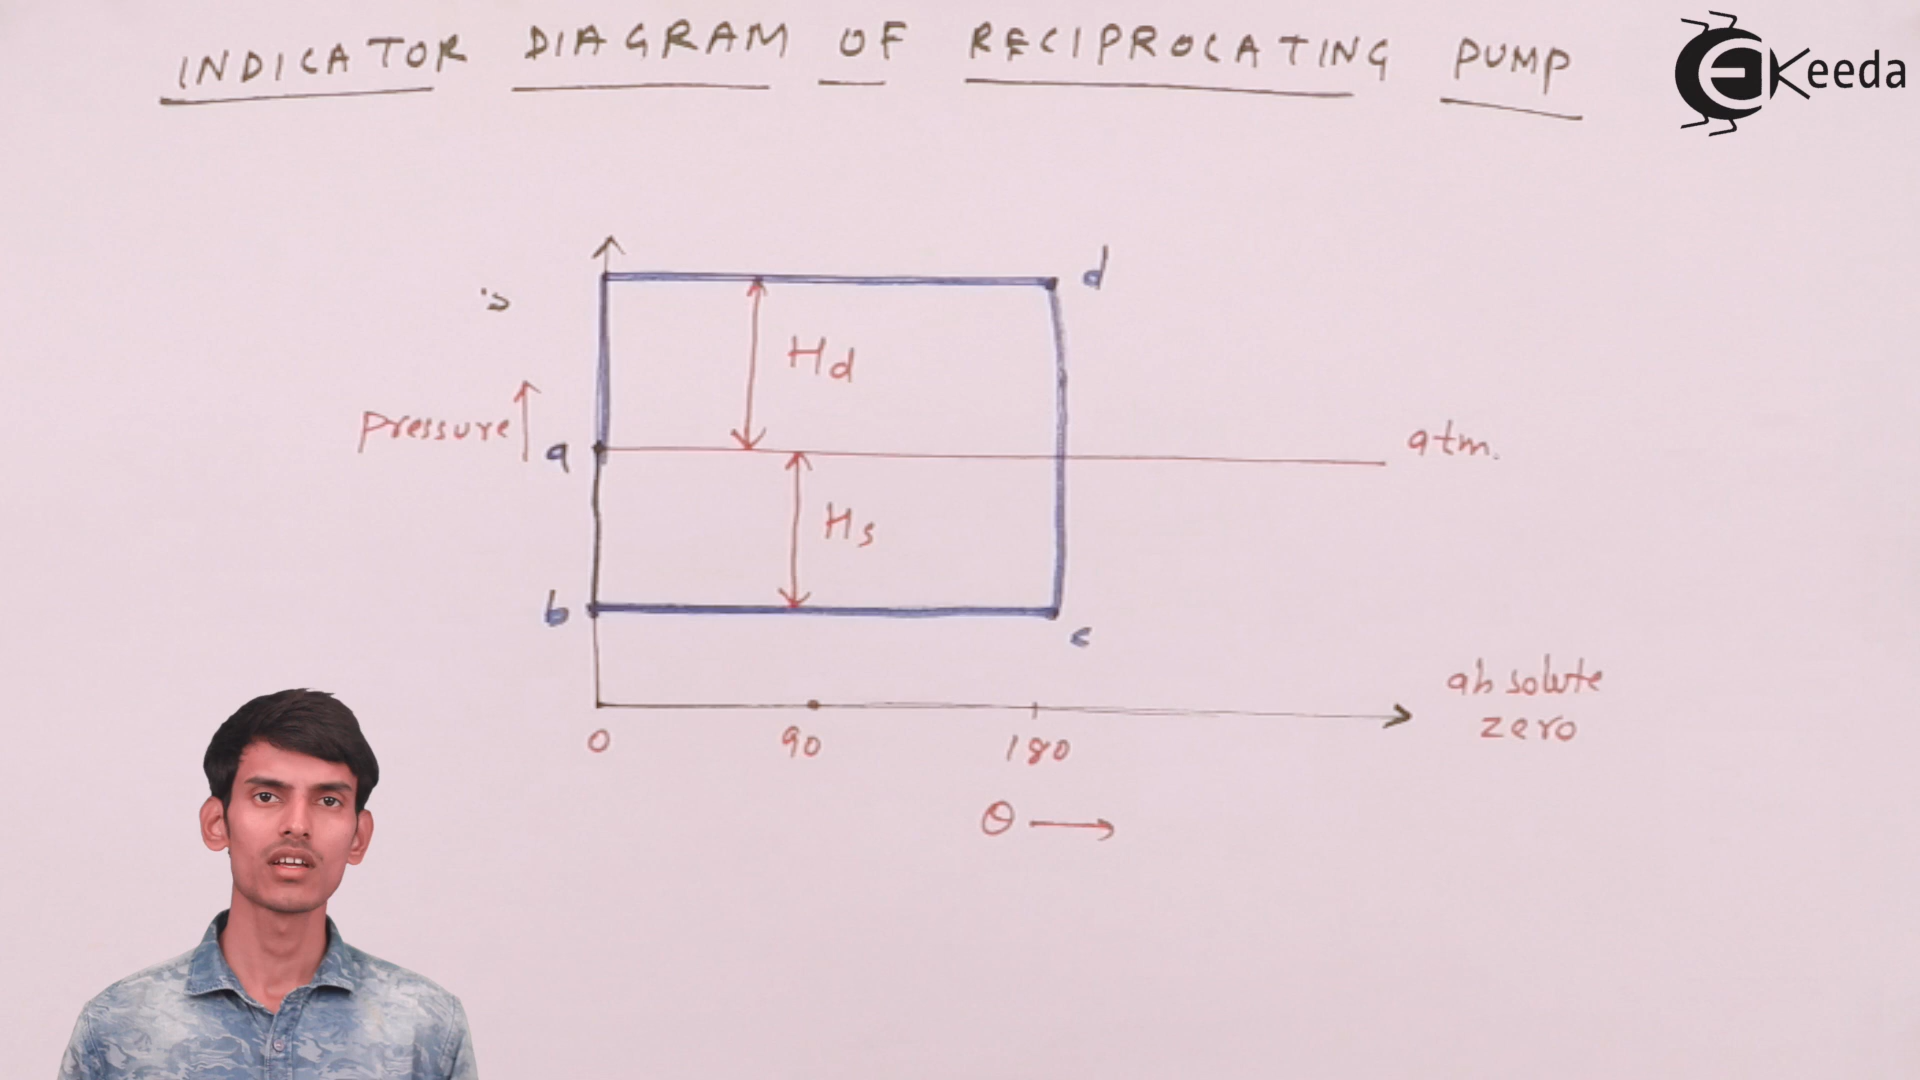 INDICATOR DIAGRAM OF RECIPROCATING PUMP
Keeda
d
Hd
pressure
a
atm.
Hs
b
c
absolute
zero
0 90 180
θ